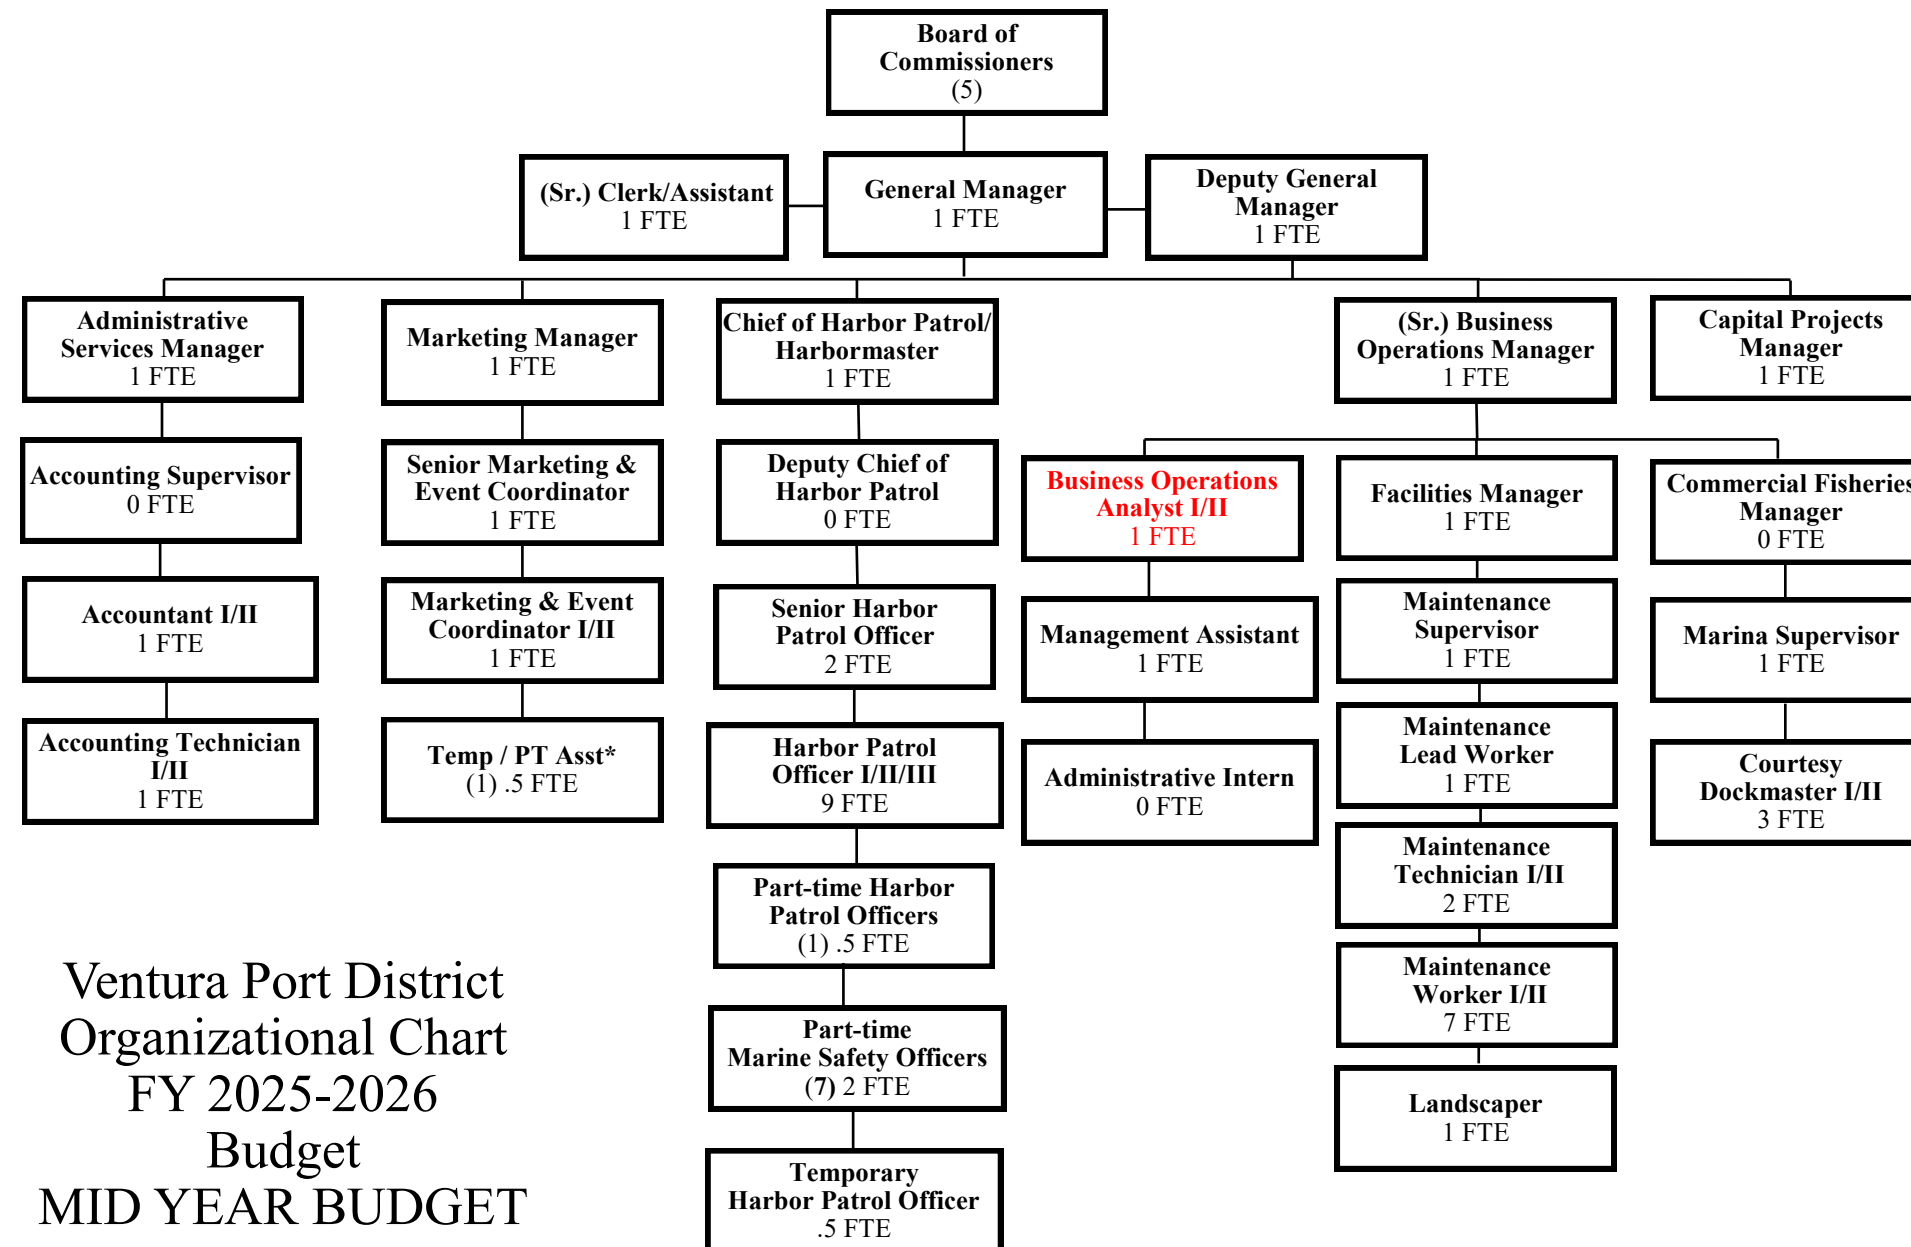 Board of
Commissioners
(5)
(Sr.) Clerk/Assistant
1 FTE
General Manager
1 FTE
Deputy General
Manager
1 FTE
Administrative
Services Manager
1 FTE
Marketing Manager
1 FTE
Chief of Harbor Patrol/
Harbormaster
1 FTE
(Sr.) Business
Operations Manager
1 FTE
Capital Projects
Manager
1 FTE
Accounting Supervisor
0 FTE
Senior Marketing &
Event Coordinator
1 FTE
Deputy Chief of
Harbor Patrol
0 FTE
Business Operations
Analyst I/II
1 FTE
Facilities Manager
1 FTE
Commercial Fisheries
Manager
0 FTE
Accountant I/II
1 FTE
Marketing & Event
Coordinator I/II
1 FTE
Senior Harbor
Patrol Officer
2 FTE
Management Assistant
1 FTE
Maintenance
Supervisor
1 FTE
Marina Supervisor
1 FTE
Accounting Technician
I/II
1 FTE
Temp / PT Asst*
(1) .5 FTE
Harbor Patrol
Officer I/II/III
9 FTE
Administrative Intern
0 FTE
Maintenance
Lead Worker
1 FTE
Courtesy
Dockmaster I/II
3 FTE
Maintenance
Technician I/II
2 FTE
Part-time Harbor
Patrol Officers
(1) .5 FTE
Maintenance
Worker I/II
7 FTE
Part-time
Marine Safety Officers
(7) 2 FTE
Landscaper
1 FTE
Temporary
Harbor Patrol Officer
.5 FTE
Ventura Port District
Organizational Chart
FY 2025-2026
Budget
MID YEAR BUDGET